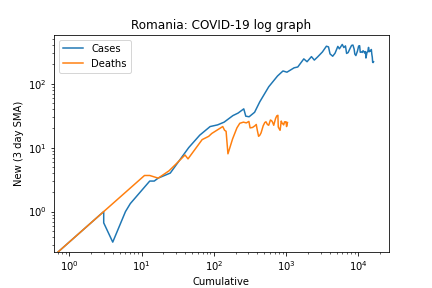 Romania: COVID-19 log graph
Cases
Deaths
New (3 day SMA)
10²
10¹
10⁰
10⁰ 10¹ 10² 10³ 10⁴
Cumulative